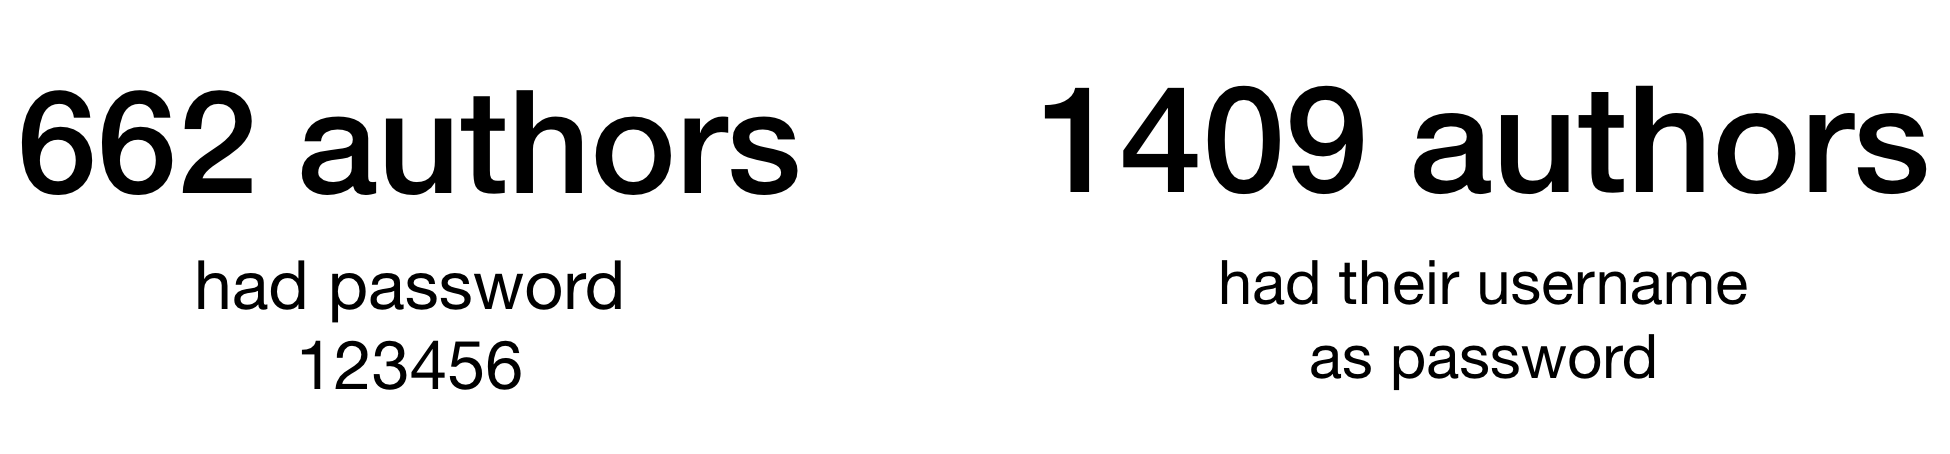 662 authors
had password
123456
1409 authors
had their username
as password